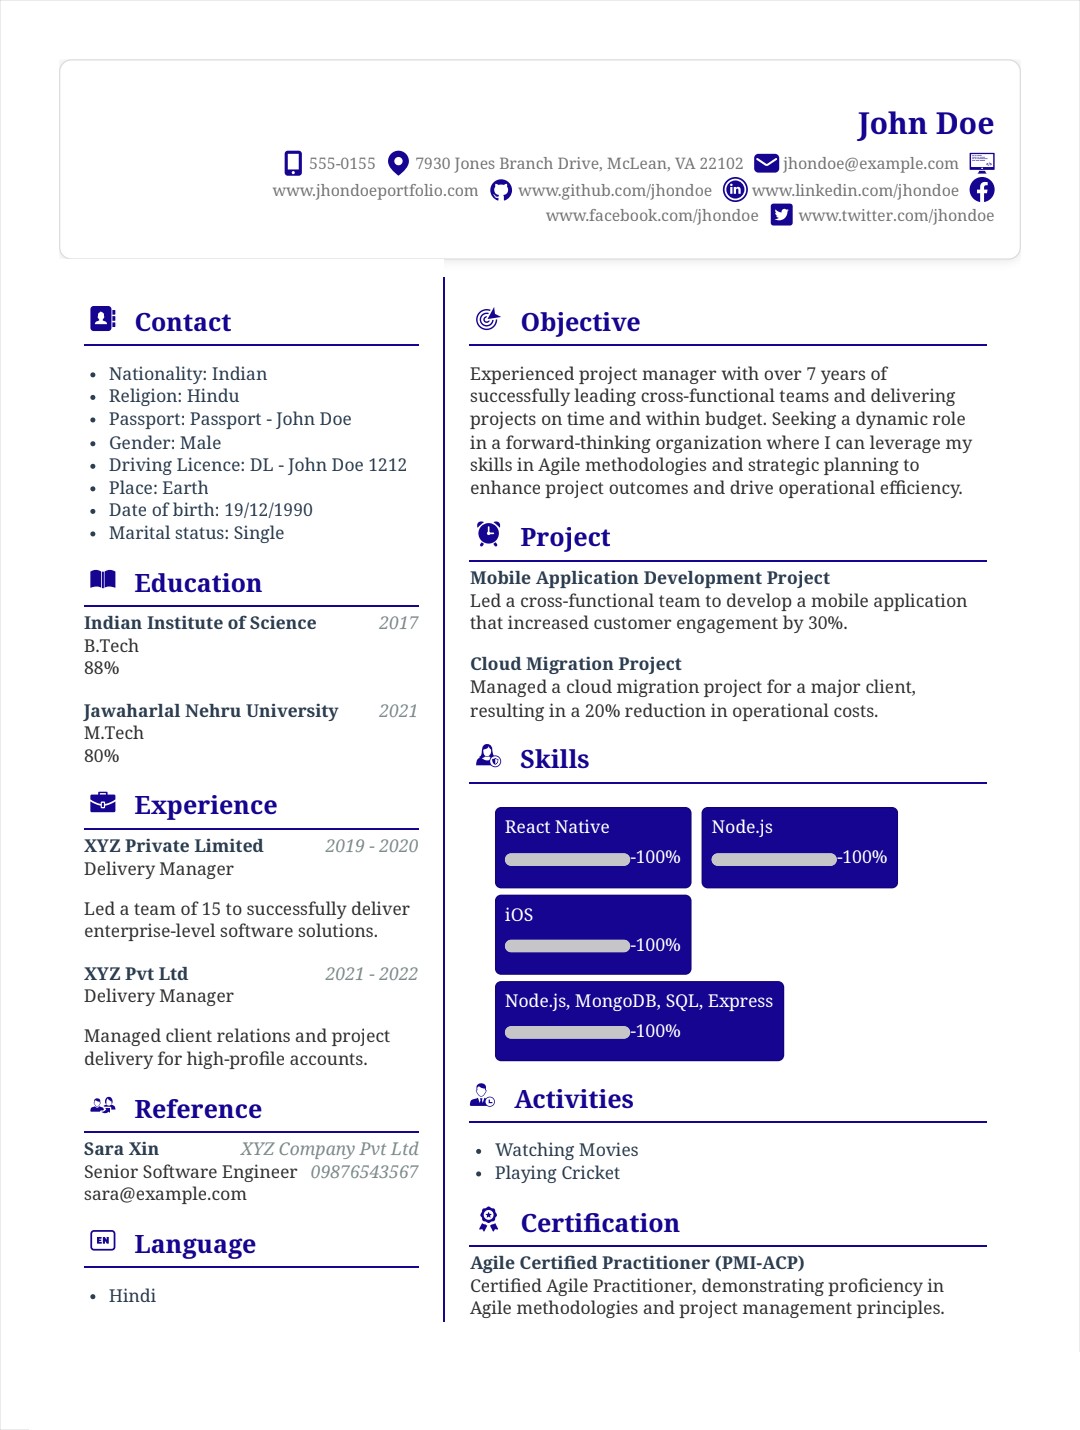 John Doe
555-0155 7930 Jones Branch Drive, McLean, VA 22102 jhondoe@example.com
www.jhondoeportfolio.com www.github.com/jhondoe www.linkedin.com/jhondoe
www.facebook.com/jhondoe www.twitter.com/jhondoe
Contact
• Nationality: Indian
• Religion: Hindu
• Passport: Passport - John Doe
• Gender: Male
• Driving Licence: DL - John Doe 1212
• Place: Earth
• Date of birth: 19/12/1990
• Marital status: Single
Education
Indian Institute of Science 2017
B.Tech
88%
Jawaharlal Nehru University 2021
M.Tech
80%
Experience
XYZ Private Limited 2019 - 2020
Delivery Manager
Led a team of 15 to successfully deliver
enterprise-level software solutions.
XYZ Pvt Ltd 2021 - 2022
Delivery Manager
Managed client relations and project
delivery for high-profile accounts.
Reference
Sara Xin XYZ Company Pvt Ltd
Senior Software Engineer 09876543567
sara@example.com
EN Language
• Hindi
Objective
Experienced project manager with over 7 years of
successfully leading cross-functional teams and delivering
projects on time and within budget. Seeking a dynamic role
in a forward-thinking organization where I can leverage my
skills in Agile methodologies and strategic planning to
enhance project outcomes and drive operational efficiency.
Project
Mobile Application Development Project
Led a cross-functional team to develop a mobile application
that increased customer engagement by 30%.
Cloud Migration Project
Managed a cloud migration project for a major client,
resulting in a 20% reduction in operational costs.
Skills
React Native
-100%
Node.js
-100%
iOS
-100%
Node.js, MongoDB, SQL, Express
-100%
Activities
• Watching Movies
• Playing Cricket
Certification
Agile Certified Practitioner (PMI-ACP)
Certified Agile Practitioner, demonstrating proficiency in
Agile methodologies and project management principles.